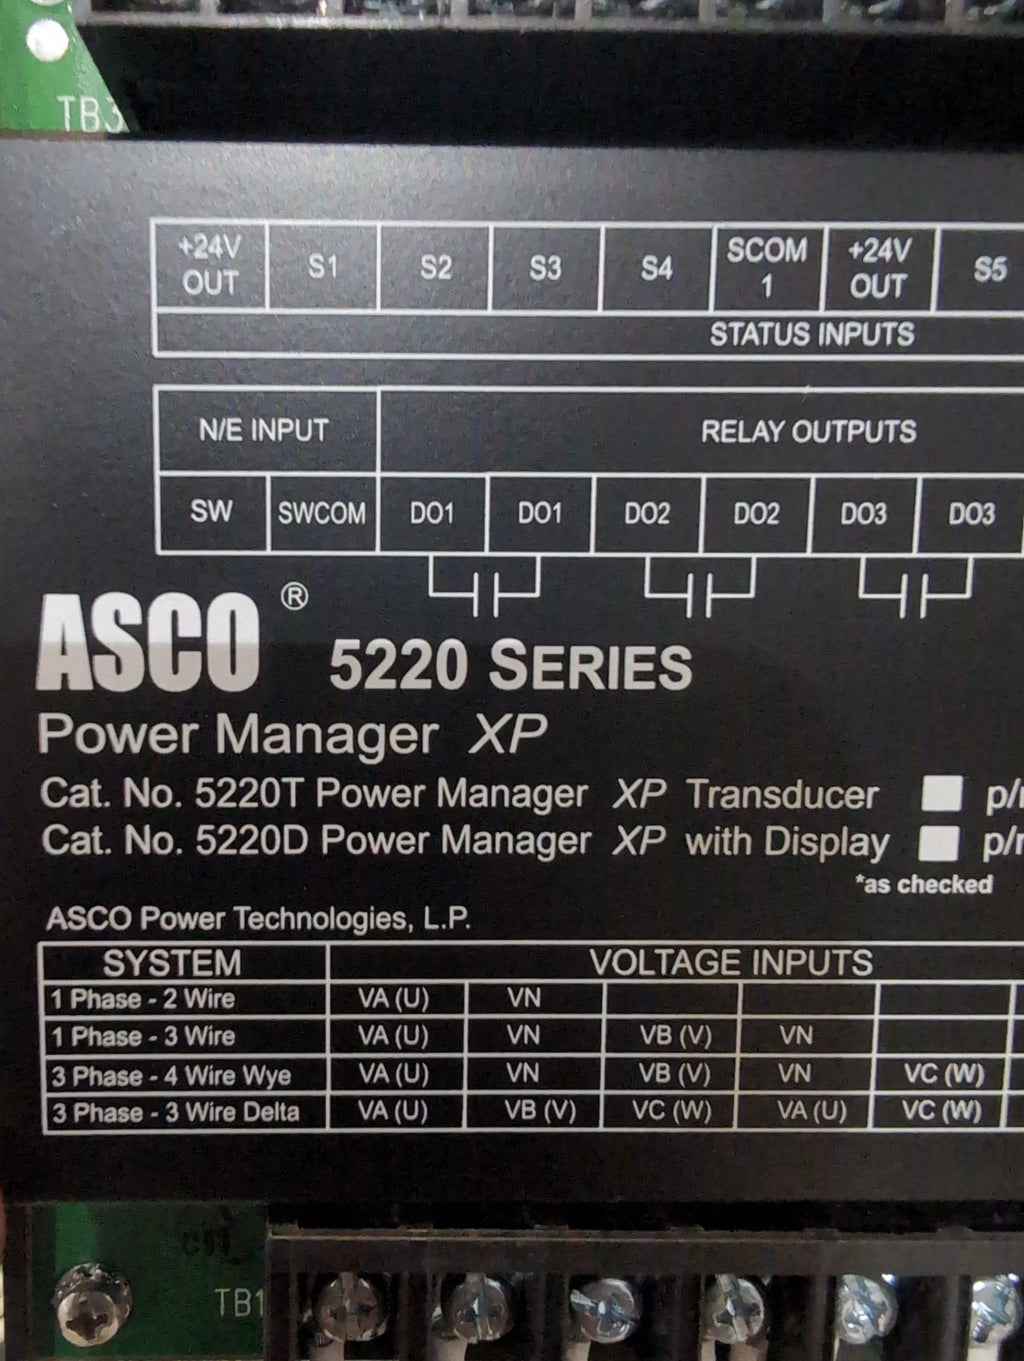 TB3
+24V OUT S1 S2 S3 S4 SCOM 1 +24V OUT S5
STATUS INPUTS
N/E INPUT RELAY OUTPUTS
SW SWCOM DO1 DO1 DO2 DO2 DO3 DO3
ASCO ® 5220 SERIES
Power Manager XP
Cat. No. 5220T Power Manager XP Transducer p/
Cat. No. 5220D Power Manager XP with Display p/
*as checked
ASCO Power Technologies, L.P.
SYSTEM VOLTAGE INPUTS
1 Phase - 2 Wire VA (U) VN
1 Phase - 3 Wire VA (U) VN VB (V) VN
3 Phase - 4 Wire Wye VA (U) VN VB (V) VN VC (W)
3 Phase - 3 Wire Delta VA (U) VB (V) VC (W) VA (U) VC (W)
TB1